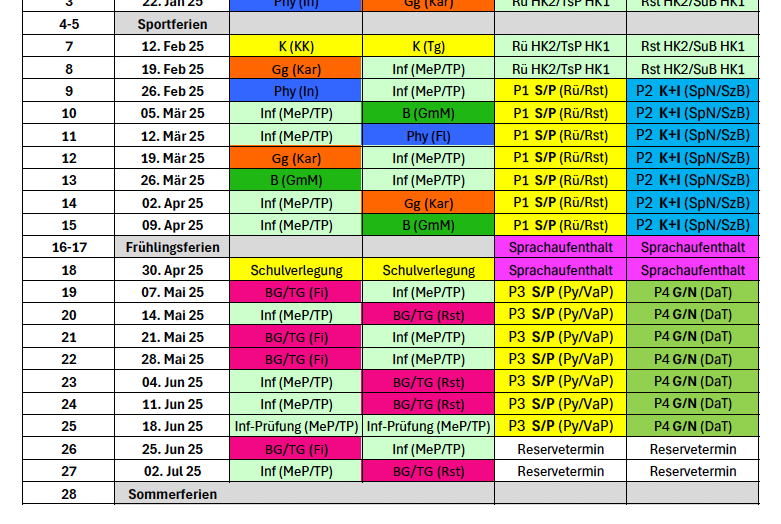 3 22. Jan 25 Phy (In) Gg (Kar) Rü HK2/TsP HK1 Rst HK2/SuB HK1
4-5 Sportferien
7 12. Feb 25 K (KK) K (Tg) Rü HK2/TsP HK1 Rst HK2/SuB HK1
8 19. Feb 25 Gg (Kar) Inf (MeP/TP) Rü HK2/TsP HK1 Rst HK2/SuB HK1
9 26. Feb 25 Phy (In) Inf (MeP/TP) P1 S/P (Rü/Rst) P2 K+I (SpN/SzB)
10 05. Mär 25 Inf (MeP/TP) B (GmM) P1 S/P (Rü/Rst) P2 K+I (SpN/SzB)
11 12. Mär 25 Inf (MeP/TP) Phy (Fl) P1 S/P (Rü/Rst) P2 K+I (SpN/SzB)
12 19. Mär 25 Gg (Kar) Inf (MeP/TP) P1 S/P (Rü/Rst) P2 K+I (SpN/SzB)
13 26. Mär 25 B (GmM) Inf (MeP/TP) P1 S/P (Rü/Rst) P2 K+I (SpN/SzB)
14 02. Apr 25 Inf (MeP/TP) Gg (Kar) P1 S/P (Rü/Rst) P2 K+I (SpN/SzB)
15 09. Apr 25 Inf (MeP/TP) B (GmM) P1 S/P (Rü/Rst) P2 K+I (SpN/SzB)
16-17 Frühlingsferien Sprachaufenthalt Sprachaufenthalt
18 30. Apr 25 Schulverlegung Schulverlegung Sprachaufenthalt Sprachaufenthalt
19 07. Mai 25 BG/TG (Fi) Inf (MeP/TP) P3 S/P (Py/VaP) P4 G/N (DaT)
20 14. Mai 25 Inf (MeP/TP) BG/TG (Rst) P3 S/P (Py/VaP) P4 G/N (DaT)
21 21. Mai 25 BG/TG (Fi) Inf (MeP/TP) P3 S/P (Py/VaP) P4 G/N (DaT)
22 28. Mai 25 BG/TG (Fi) Inf (MeP/TP) P3 S/P (Py/VaP) P4 G/N (DaT)
23 04. Jun 25 Inf (MeP/TP) BG/TG (Rst) P3 S/P (Py/VaP) P4 G/N (DaT)
24 11. Jun 25 Inf (MeP/TP) BG/TG (Rst) P3 S/P (Py/VaP) P4 G/N (DaT)
25 18. Jun 25 Inf-Prüfung (MeP/TP) Inf-Prüfung (MeP/TP) P3 S/P (Py/VaP) P4 G/N (DaT)
26 25. Jun 25 BG/TG (Fi) Inf (MeP/TP) Reservetermin Reservetermin
27 02. Jul 25 Inf (MeP/TP) BG/TG (Rst) Reservetermin Reservetermin
28 Sommerferien